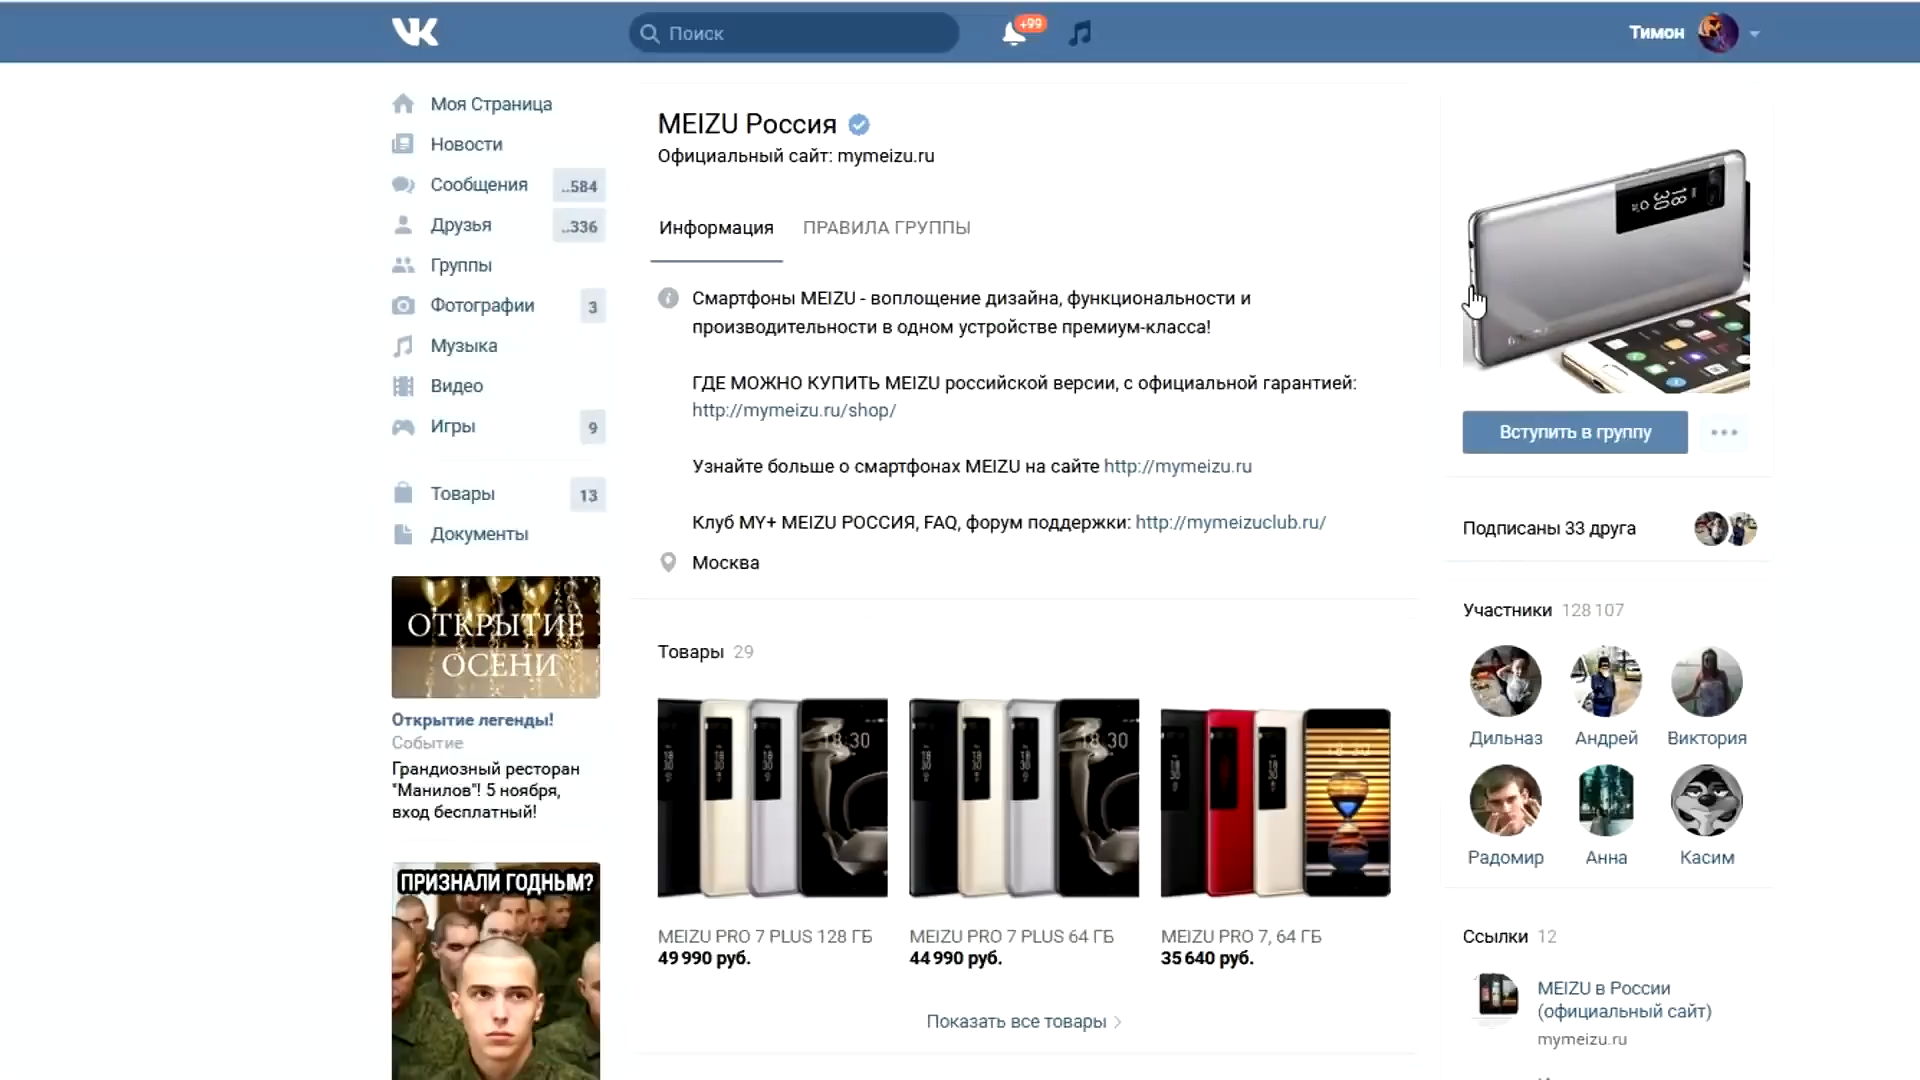 VK
Поиск
+99
Тимон
Моя Страница
Новости
Сообщения
..584
Друзья
..336
Группы
Фотографии
3
Музыка
Видео
Игры
9
Товары
13
Документы
ОТКРЫТИЕ
ОСЕНИ
Открытие легенды!
Событие
Грандиозный ресторан
"Манилов"! 5 ноября,
вход бесплатный!
ПРИЗНАЛИ ГОДНЫМ?
MEIZU Россия
Официальный сайт: mymeizu.ru
Информация
ПРАВИЛА ГРУППЫ
Смартфоны MEIZU - воплощение дизайна, функциональности и
производительности в одном устройстве премиум-класса!
ГДЕ МОЖНО КУПИТЬ MEIZU российской версии, с официальной гарантией:
http://mymeizu.ru/shop/
Узнайте больше о смартфонах MEIZU на сайте http://mymeizu.ru
Клуб MY+ MEIZU РОССИЯ, FAQ, форум поддержки: http://mymeizuclub.ru/
Москва
Товары 29
18:30
18:30
MEIZU PRO 7 PLUS 128 ГБ
49 990 руб.
MEIZU PRO 7 PLUS 64 ГБ
44 990 руб.
MEIZU PRO 7, 64 ГБ
35 640 руб.
Показать все товары
18
30
Вступить в группу
Подписаны 33 друга
Участники 128 107
Дильназ
Андрей
Виктория
Радомир
Анна
Касим
Ссылки 12
MEIZU в России
(официальный сайт)
mymeizu.ru